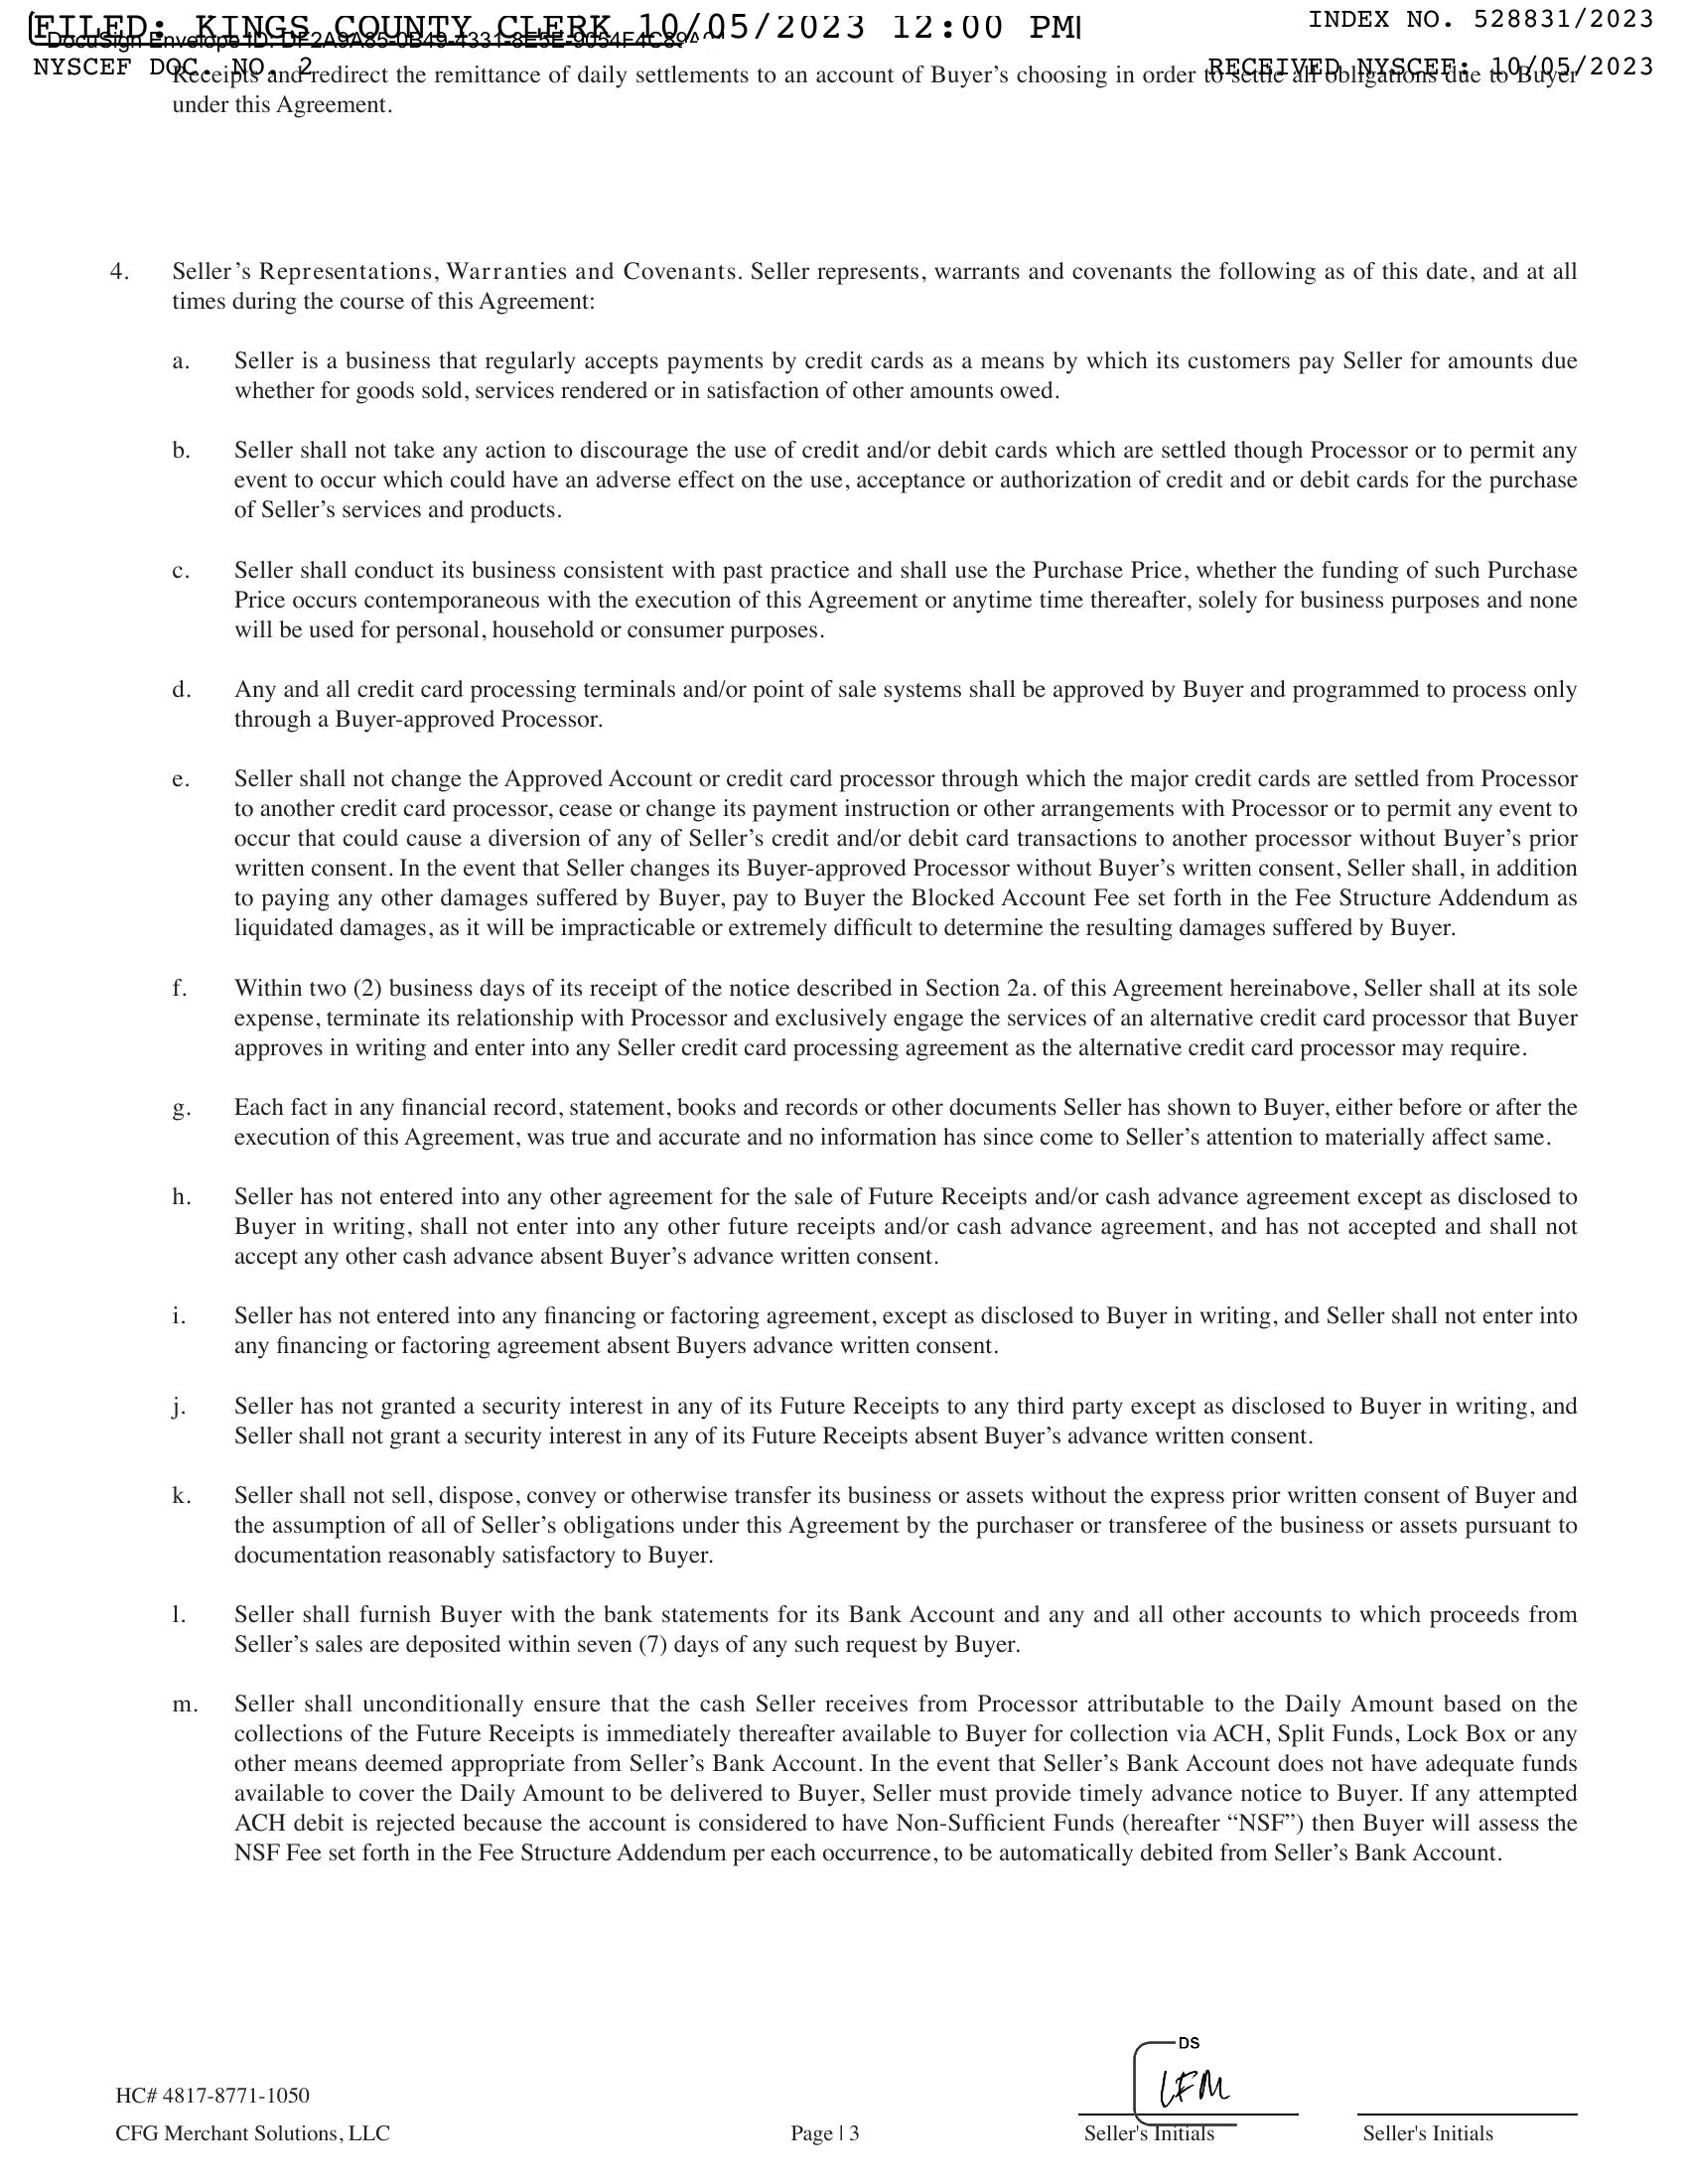 FILED: KINGS COUNTY CLERK 10/05/2023 12:00 PM
INDEX NO. 528831/2023
DocuSign Envelope ID:
NYSCEF DOC. NO. 2
RECEIVED NYSCEF: 10/05/2023
Receipts and redirect the remittance of daily settlements to an account of Buyer’s choosing in order to settle all obligations due to Buyer
under this Agreement.
4. Seller’s Representations, Warranties and Covenants. Seller represents, warrants and covenants the following as of this date, and at all
times during the course of this Agreement:
a. Seller is a business that regularly accepts payments by credit cards as a means by which its customers pay Seller for amounts due
whether for goods sold, services rendered or in satisfaction of other amounts owed.
b. Seller shall not take any action to discourage the use of credit and/or debit cards which are settled though Processor or to permit any
event to occur which could have an adverse effect on the use, acceptance or authorization of credit and or debit cards for the purchase
of Seller’s services and products.
c. Seller shall conduct its business consistent with past practice and shall use the Purchase Price, whether the funding of such Purchase
Price occurs contemporaneous with the execution of this Agreement or anytime time thereafter, solely for business purposes and none
will be used for personal, household or consumer purposes.
d. Any and all credit card processing terminals and/or point of sale systems shall be approved by Buyer and programmed to process only
through a Buyer-approved Processor.
e. Seller shall not change the Approved Account or credit card processor through which the major credit cards are settled from Processor
to another credit card processor, cease or change its payment instruction or other arrangements with Processor or to permit any event to
occur that could cause a diversion of any of Seller’s credit and/or debit card transactions to another processor without Buyer’s prior
written consent. In the event that Seller changes its Buyer-approved Processor without Buyer’s written consent, Seller shall, in addition
to paying any other damages suffered by Buyer, pay to Buyer the Blocked Account Fee set forth in the Fee Structure Addendum as
liquidated damages, as it will be impracticable or extremely difficult to determine the resulting damages suffered by Buyer.
f. Within two (2) business days of its receipt of the notice described in Section 2a. of this Agreement hereinabove, Seller shall at its sole
expense, terminate its relationship with Processor and exclusively engage the services of an alternative credit card processor that Buyer
approves in writing and enter into any Seller credit card processing agreement as the alternative credit card processor may require.
g. Each fact in any financial record, statement, books and records or other documents Seller has shown to Buyer, either before or after the
execution of this Agreement, was true and accurate and no information has since come to Seller’s attention to materially affect same.
h. Seller has not entered into any other agreement for the sale of Future Receipts and/or cash advance agreement except as disclosed to
Buyer in writing, shall not enter into any other future receipts and/or cash advance agreement, and has not accepted and shall not
accept any other cash advance absent Buyer’s advance written consent.
i. Seller has not entered into any financing or factoring agreement, except as disclosed to Buyer in writing, and Seller shall not enter into
any financing or factoring agreement absent Buyers advance written consent.
j. Seller has not granted a security interest in any of its Future Receipts to any third party except as disclosed to Buyer in writing, and
Seller shall not grant a security interest in any of its Future Receipts absent Buyer’s advance written consent.
k. Seller shall not sell, dispose, convey or otherwise transfer its business or assets without the express prior written consent of Buyer and
the assumption of all of Seller’s obligations under this Agreement by the purchaser or transferee of the business or assets pursuant to
documentation reasonably satisfactory to Buyer.
l. Seller shall furnish Buyer with the bank statements for its Bank Account and any and all other accounts to which proceeds from
Seller’s sales are deposited within seven (7) days of any such request by Buyer.
m. Seller shall unconditionally ensure that the cash Seller receives from Processor attributable to the Daily Amount based on the
collections of the Future Receipts is immediately thereafter available to Buyer for collection via ACH, Split Funds, Lock Box or any
other means deemed appropriate from Seller’s Bank Account. In the event that Seller’s Bank Account does not have adequate funds
available to cover the Daily Amount to be delivered to Buyer, Seller must provide timely advance notice to Buyer. If any attempted
ACH debit is rejected because the account is considered to have Non-Sufficient Funds (hereafter “NSF”) then Buyer will assess the
NSF Fee set forth in the Fee Structure Addendum per each occurrence, to be automatically debited from Seller’s Bank Account.
DS
LFM
HC# 4817-8771-1050
CFG Merchant Solutions, LLC
Page | 3
Seller's Initials
Seller's Initials